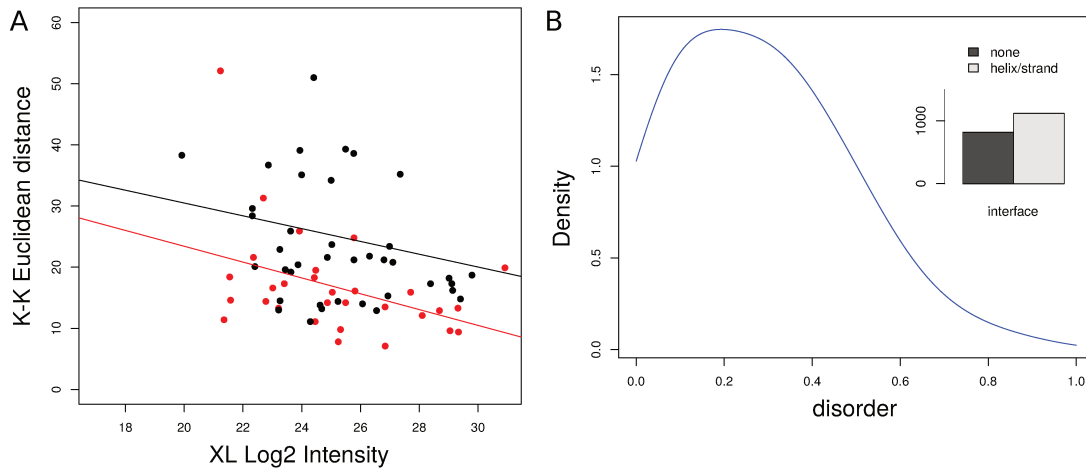 A
K-K Euclidean distance
60
50
40
30
20
10
0
18 20 22 24 26 28 30
XL Log2 Intensity
B
Density
1.5
1.0
0.5
0.0
0.0 0.2 0.4 0.6 0.8 1.0
disorder
none
helix/strand
1000
0
interface